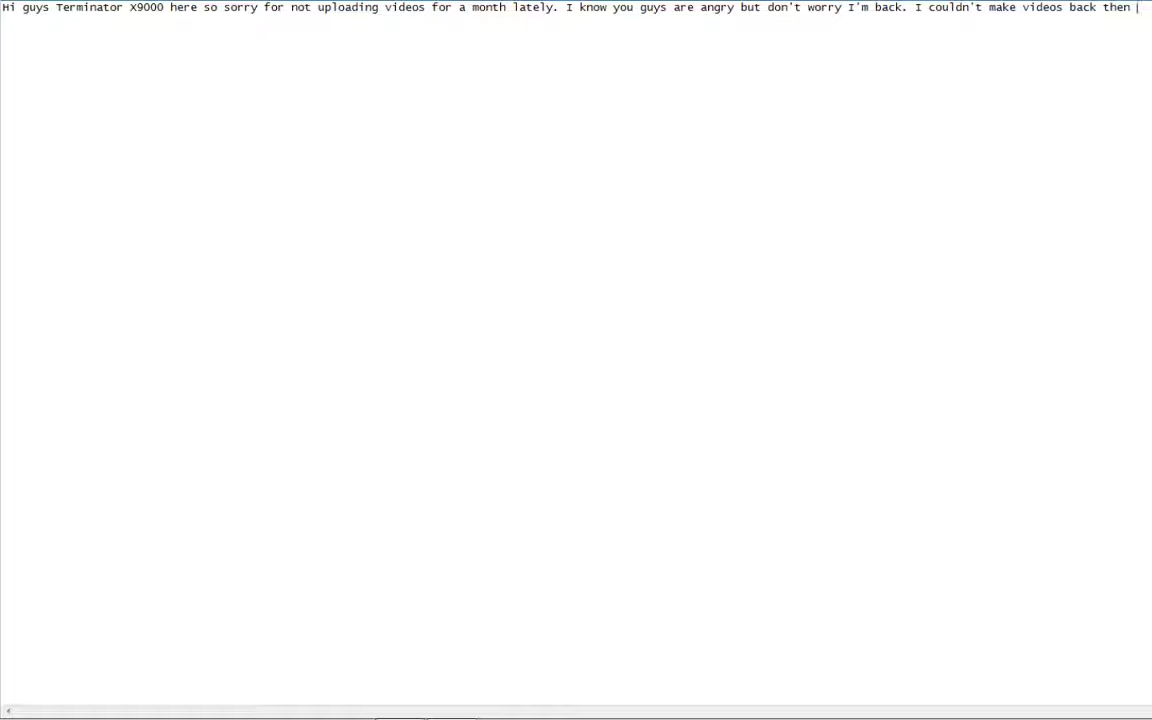 Hi guys Terminator X9000 here so sorry for not uploading videos for a month lately. I know you guys are angry but don't worry I'm back. I couldn't make videos back then